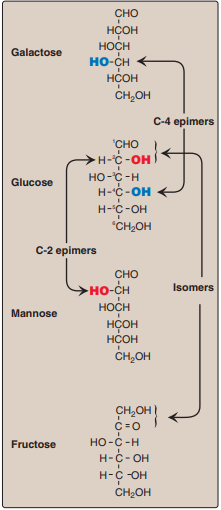 CHO
HCOH
Galactose
HOCH
HO-CH
HCOH
CH₂OH
C-4 epimers
¹CHO
H-²C-OH
Glucose
HO-³C-H
H-⁴C-OH
H-⁵C-OH
⁶CH₂OH
C-2 epimers
CHO
Isomers
HO-CH
HOCH
Mannose
HCOH
HCOH
CH₂OH
CH₂OH
C=O
Fructose
HO-C-H
H-C-OH
H-C-OH
CH₂OH